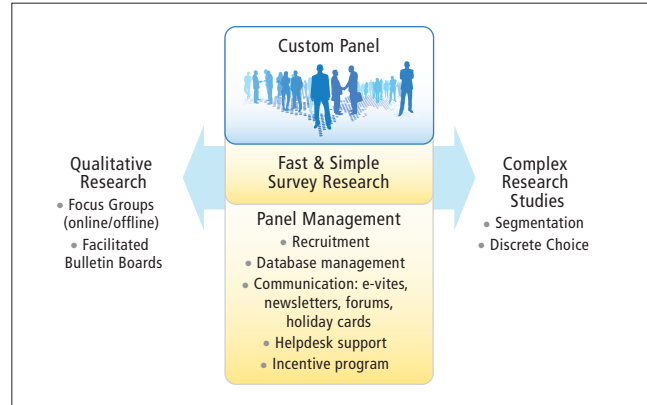 Custom Panel
Qualitative
Research
• Focus Groups
(online/offline)
• Facilitated
Bulletin Boards
Fast & Simple
Survey Research
Panel Management
• Recruitment
• Database management
• Communication: e-vites,
newsletters, forums,
holiday cards
• Helpdesk support
• Incentive program
Complex
Research
Studies
• Segmentation
• Discrete Choice